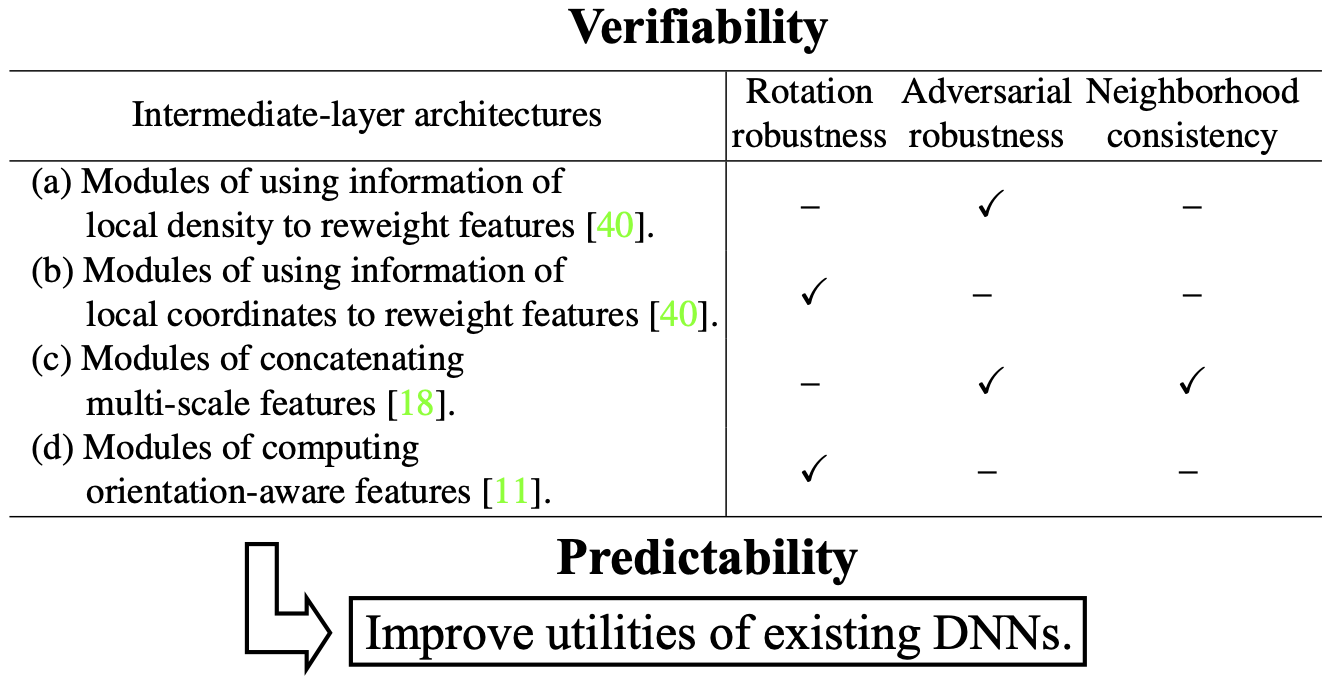 Verifiability
Intermediate-layer architectures
Rotation robustness
Adversarial robustness
Neighborhood consistency
(a) Modules of using information of
local density to reweight features [40].
– ✓ –
(b) Modules of using information of
local coordinates to reweight features [40].
✓ – –
(c) Modules of concatenating
multi-scale features [18].
– ✓ ✓
(d) Modules of computing
orientation-aware features [11].
✓ – –
Predictability
Improve utilities of existing DNNs.